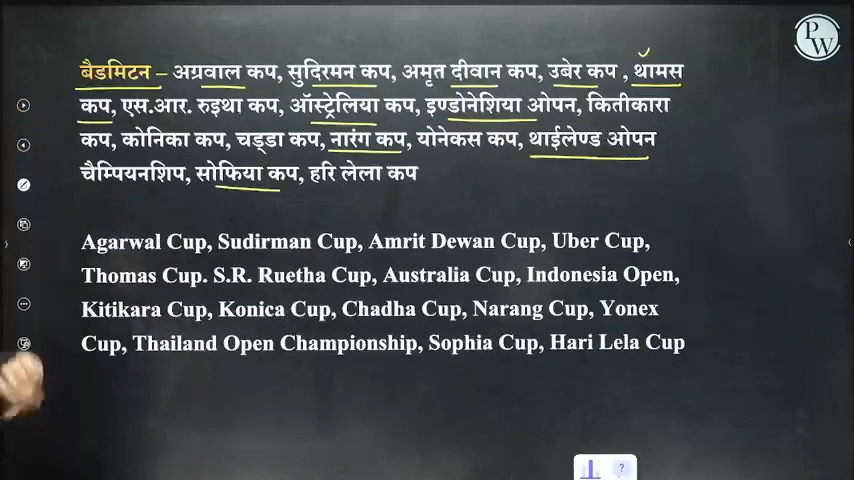 PW
बैडमिटन – अग्रवाल कप, सुदिरमन कप, अमृत दीवान कप, उबेर कप , थामस
कप, एस.आर. रुइथा कप, ऑस्ट्रेलिया कप, इण्डोनेशिया ओपन, कितीकारा
कप, कोनिका कप, चड्डा कप, नारंग कप, योनेकस कप, थाईलेण्ड ओपन
चैम्पियनशिप, सोफिया कप, हरि लेला कप
Agarwal Cup, Sudirman Cup, Amrit Dewan Cup, Uber Cup,
Thomas Cup. S.R. Ruetha Cup, Australia Cup, Indonesia Open,
Kitikara Cup, Konica Cup, Chadha Cup, Narang Cup, Yonex
Cup, Thailand Open Championship, Sophia Cup, Hari Lela Cup